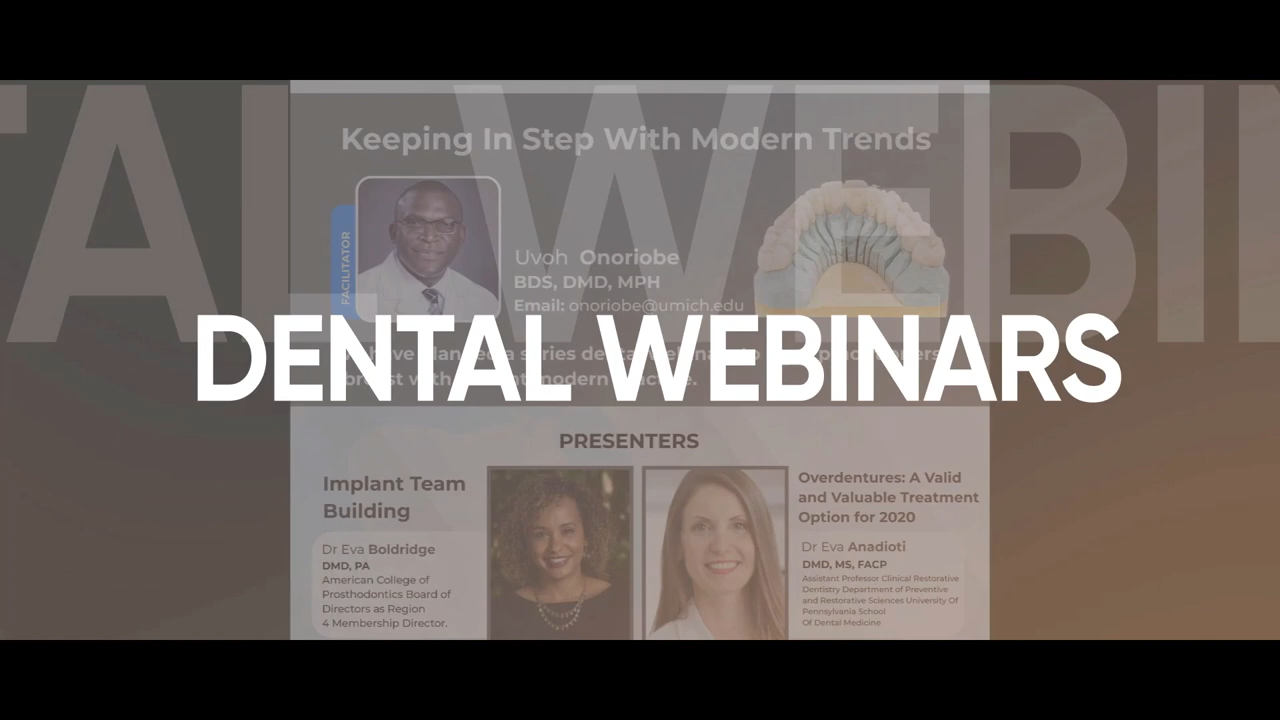 TAL WEBIN
Keeping In Step With Modern Trends
FACILITATOR
Uvoh Onoriobe
BDS, DMD, MPH
Email: onoriobe@umich.edu
DENTAL WEBINARS
PRESENTERS
Implant Team
Building
Dr Eva Boldridge
DMD, PA
American College of
Prosthodontics Board of
Directors as Region
4 Membership Director.
Overdentures: A Valid
and Valuable Treatment
Option for 2020
Dr Eva Anadioti
DMD, MS, FACP
Assistant Professor Clinical Restorative
Dentistry Department of Preventive
and Restorative Sciences University Of
Pennsylvania School
Of Dental Medicine